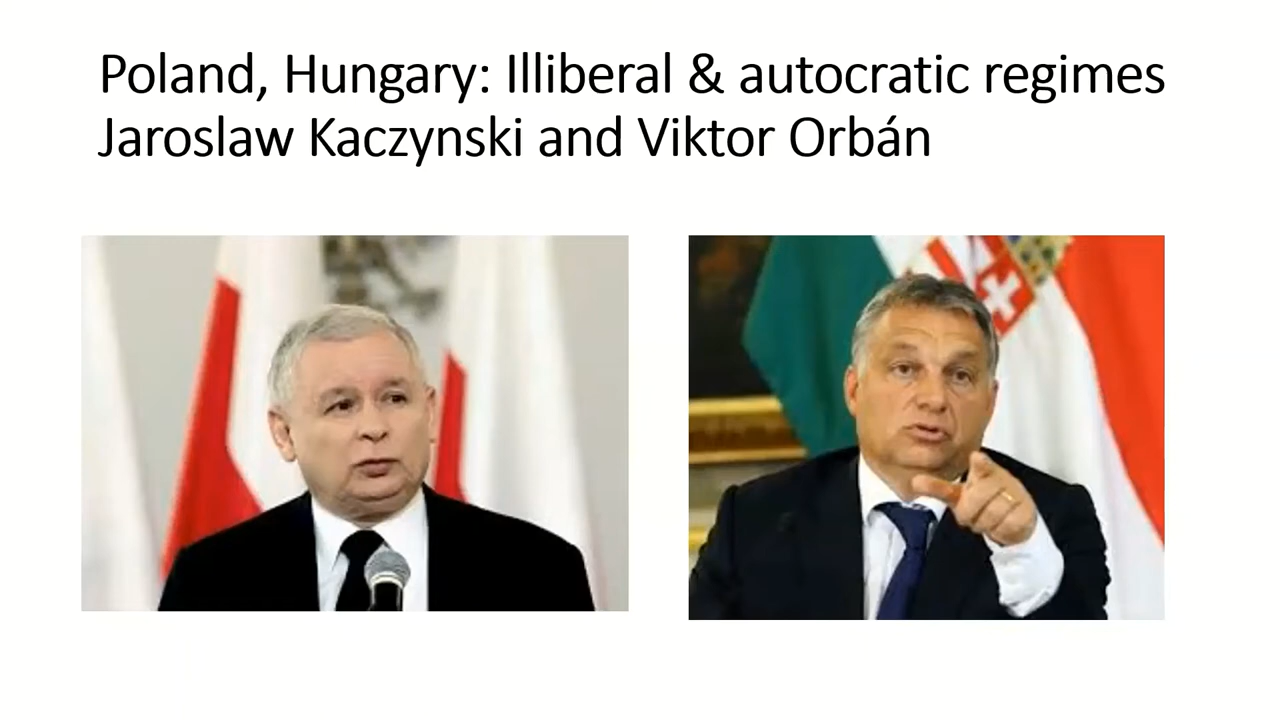 Poland, Hungary: Illiberal & autocratic regimes
Jaroslaw Kaczynski and Viktor Orbán